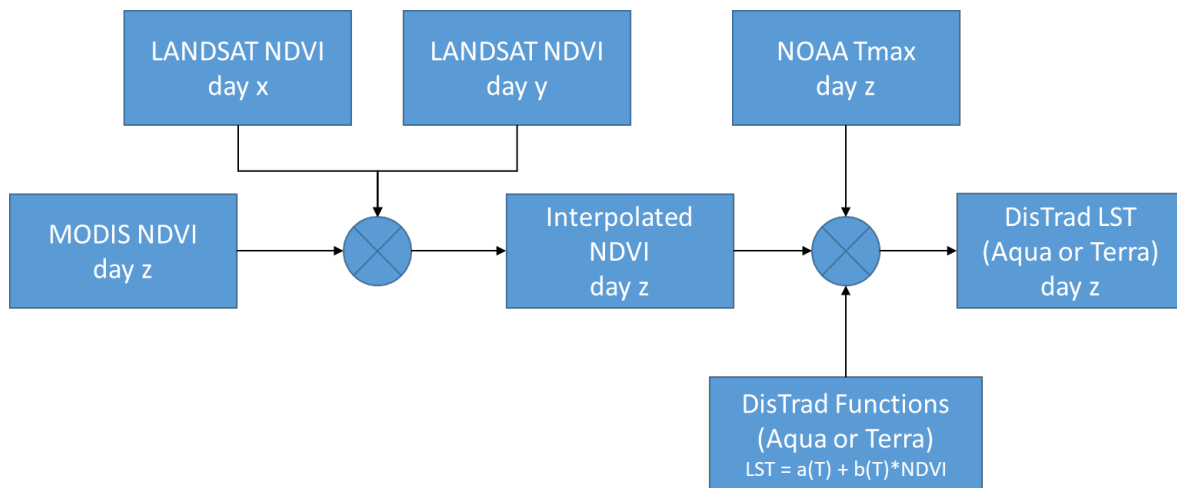 LANDSAT NDVI
day x
LANDSAT NDVI
day y
NOAA Tmax
day z
MODIS NDVI
day z
Interpolated
NDVI
day z
DisTrad LST
(Aqua or Terra)
day z
DisTrad Functions
(Aqua or Terra)
LST = a(T) + b(T)*NDVI